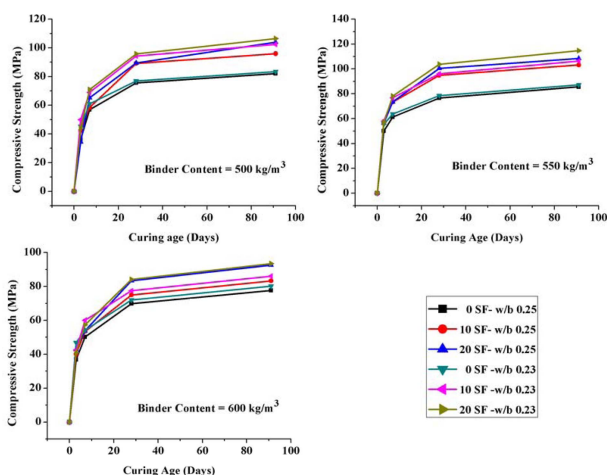 120
100
80
60
40
20
0
Compressive Strength (MPa)
Binder Content = 500 kg/m³
0 20 40 60 80 100
Curing age (Days)
140
120
100
80
60
40
20
0
Compressive Strength (MPa)
Binder Content = 550 kg/m³
0 20 40 60 80 100
Curing Age (Days)
100
80
60
40
20
0
Compressive Strength (MPa)
Binder Content = 600 kg/m³
0 20 40 60 80 100
Curing Age (Days)
0 SF- w/b 0.25
10 SF- w/b 0.25
20 SF- w/b 0.25
0 SF -w/b 0.23
10 SF -w/b 0.23
20 SF -w/b 0.23